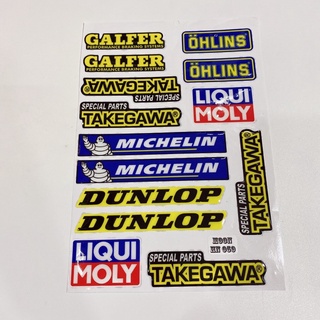 GALFER
PERFORMANCE BRAKING SYSTEMS
ÖHLINS
GALFER
PERFORMANCE BRAKING SYSTEMS
ÖHLINS
SPECIAL PARTS
TAKEGAWA
SPECIAL PARTS
TAKEGAWA
LIQUI
MOLY
MICHELIN
MICHELIN
SPECIAL PARTS
TAKEGAWA
DUNLOP
DUNLOP
LIQUI
MOLY
MOON
SPECIAL PARTS
TAKEGAWA